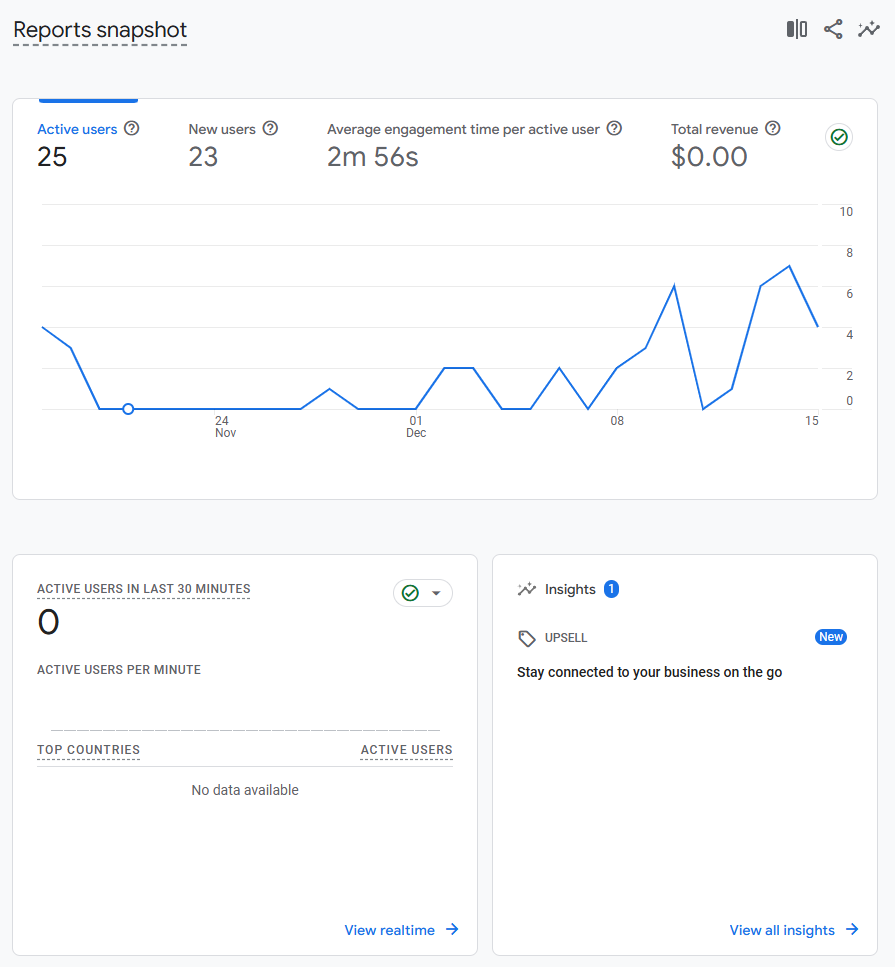 Reports snapshot
Active users
New users
Average engagement time per active user
Total revenue
25
23
2m 56s
$0.00
10
8
6
4
2
0
24
Nov
01
Dec
08
15
ACTIVE USERS IN LAST 30 MINUTES
0
ACTIVE USERS PER MINUTE
TOP COUNTRIES
ACTIVE USERS
No data available
View realtime
Insights 1
UPSELL
New
Stay connected to your business on the go
View all insights